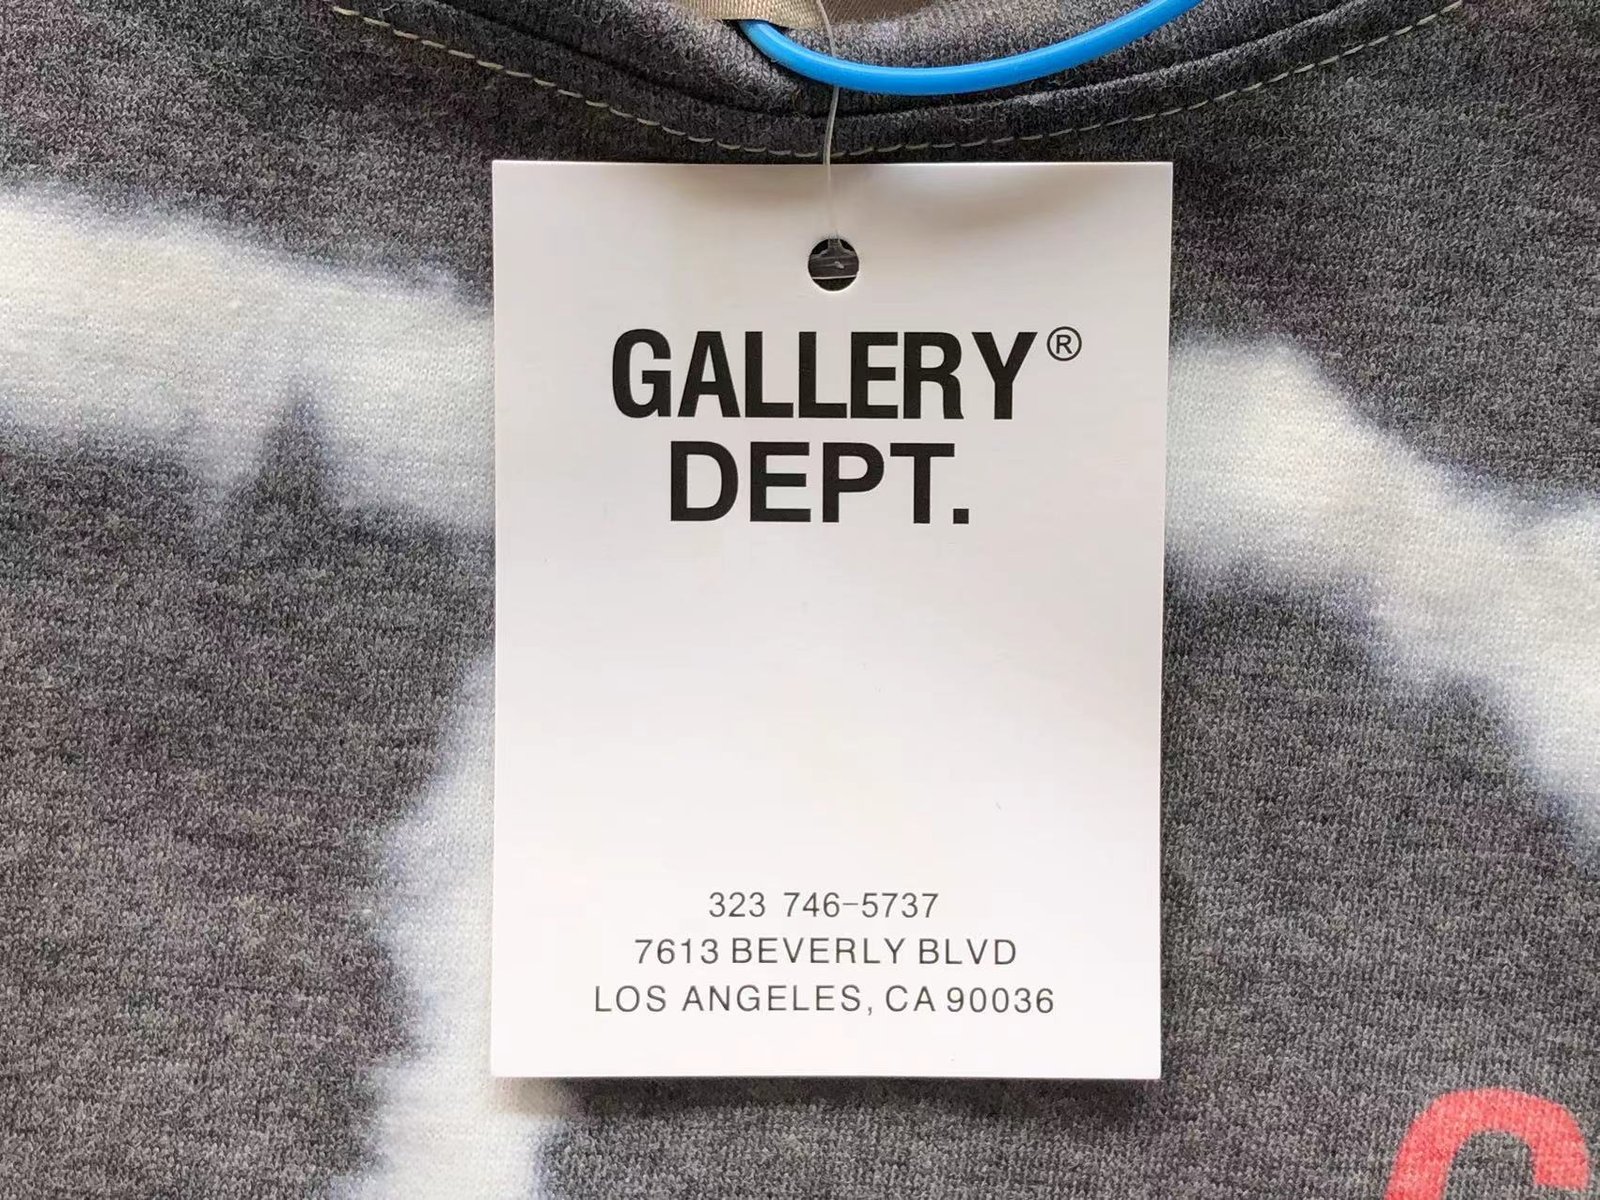 GALLERY®
DEPT.
323 746-5737
7613 BEVERLY BLVD
LOS ANGELES, CA 90036